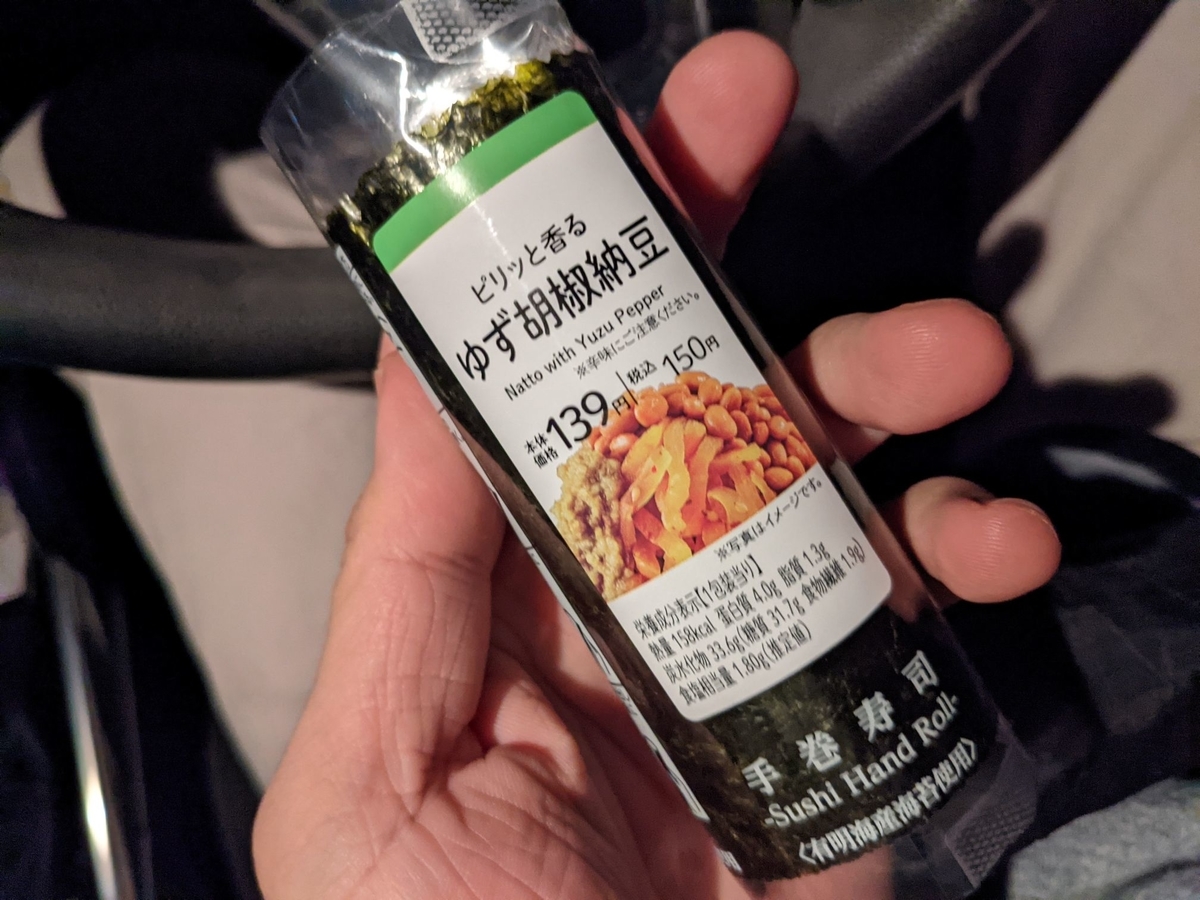 ピリッと香る
ゆず胡椒納豆
Natto with Yuzu Pepper
※辛味にご注意ください。
本体価格139円 税込150円
※写真はイメージです。
栄養成分表示【1包装当り】
熱量 158kcal 蛋白質 4.0g 脂質 1.3g
炭水化物 33.6g(糖質 31.7g 食物繊維 1.9g)
食塩相当量 1.80g(推定値)
手巻寿司
-Sushi Hand Roll-
〈有明海産海苔使用〉